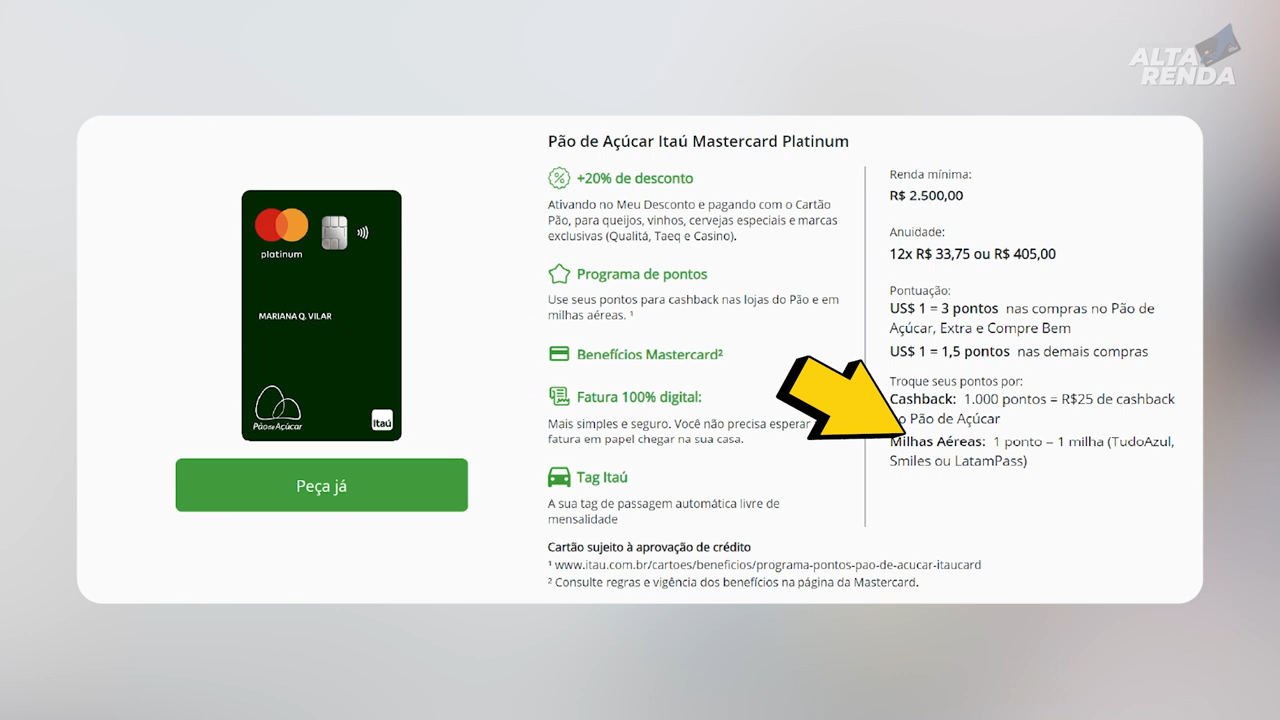 ALTA
RENDA
platinum
MARIANA Q. VILAR
Pão de Açúcar
itaú
Peça já
Pão de Açúcar Itaú Mastercard Platinum
+20% de desconto
Ativando no Meu Desconto e pagando com o Cartão
Pão, para queijos, vinhos, cervejas especiais e marcas
exclusivas (Qualitá, Taeq e Casino).
Programa de pontos
Use seus pontos para cashback nas lojas do Pão e em
milhas aéreas. ¹
Benefícios Mastercard²
Fatura 100% digital:
Mais simples e seguro. Você não precisa esperar
fatura em papel chegar na sua casa.
Tag Itaú
A sua tag de passagem automática livre de
mensalidade
Renda mínima:
R$ 2.500,00
Anuidade:
12x R$ 33,75 ou R$ 405,00
Pontuação:
US$ 1 = 3 pontos nas compras no Pão de
Açúcar, Extra e Compre Bem
US$ 1 = 1,5 pontos nas demais compras
Troque seus pontos por:
Cashback: 1.000 pontos = R$25 de cashback
Pão de Açúcar
Milhas Aéreas: 1 ponto = 1 milha (TudoAzul,
Smiles ou LatamPass)
Cartão sujeito à aprovação de crédito
¹ www.itau.com.br/cartoes/beneficios/programa-pontos-pao-de-acucar-itaucard
² Consulte regras e vigência dos benefícios na página da Mastercard.